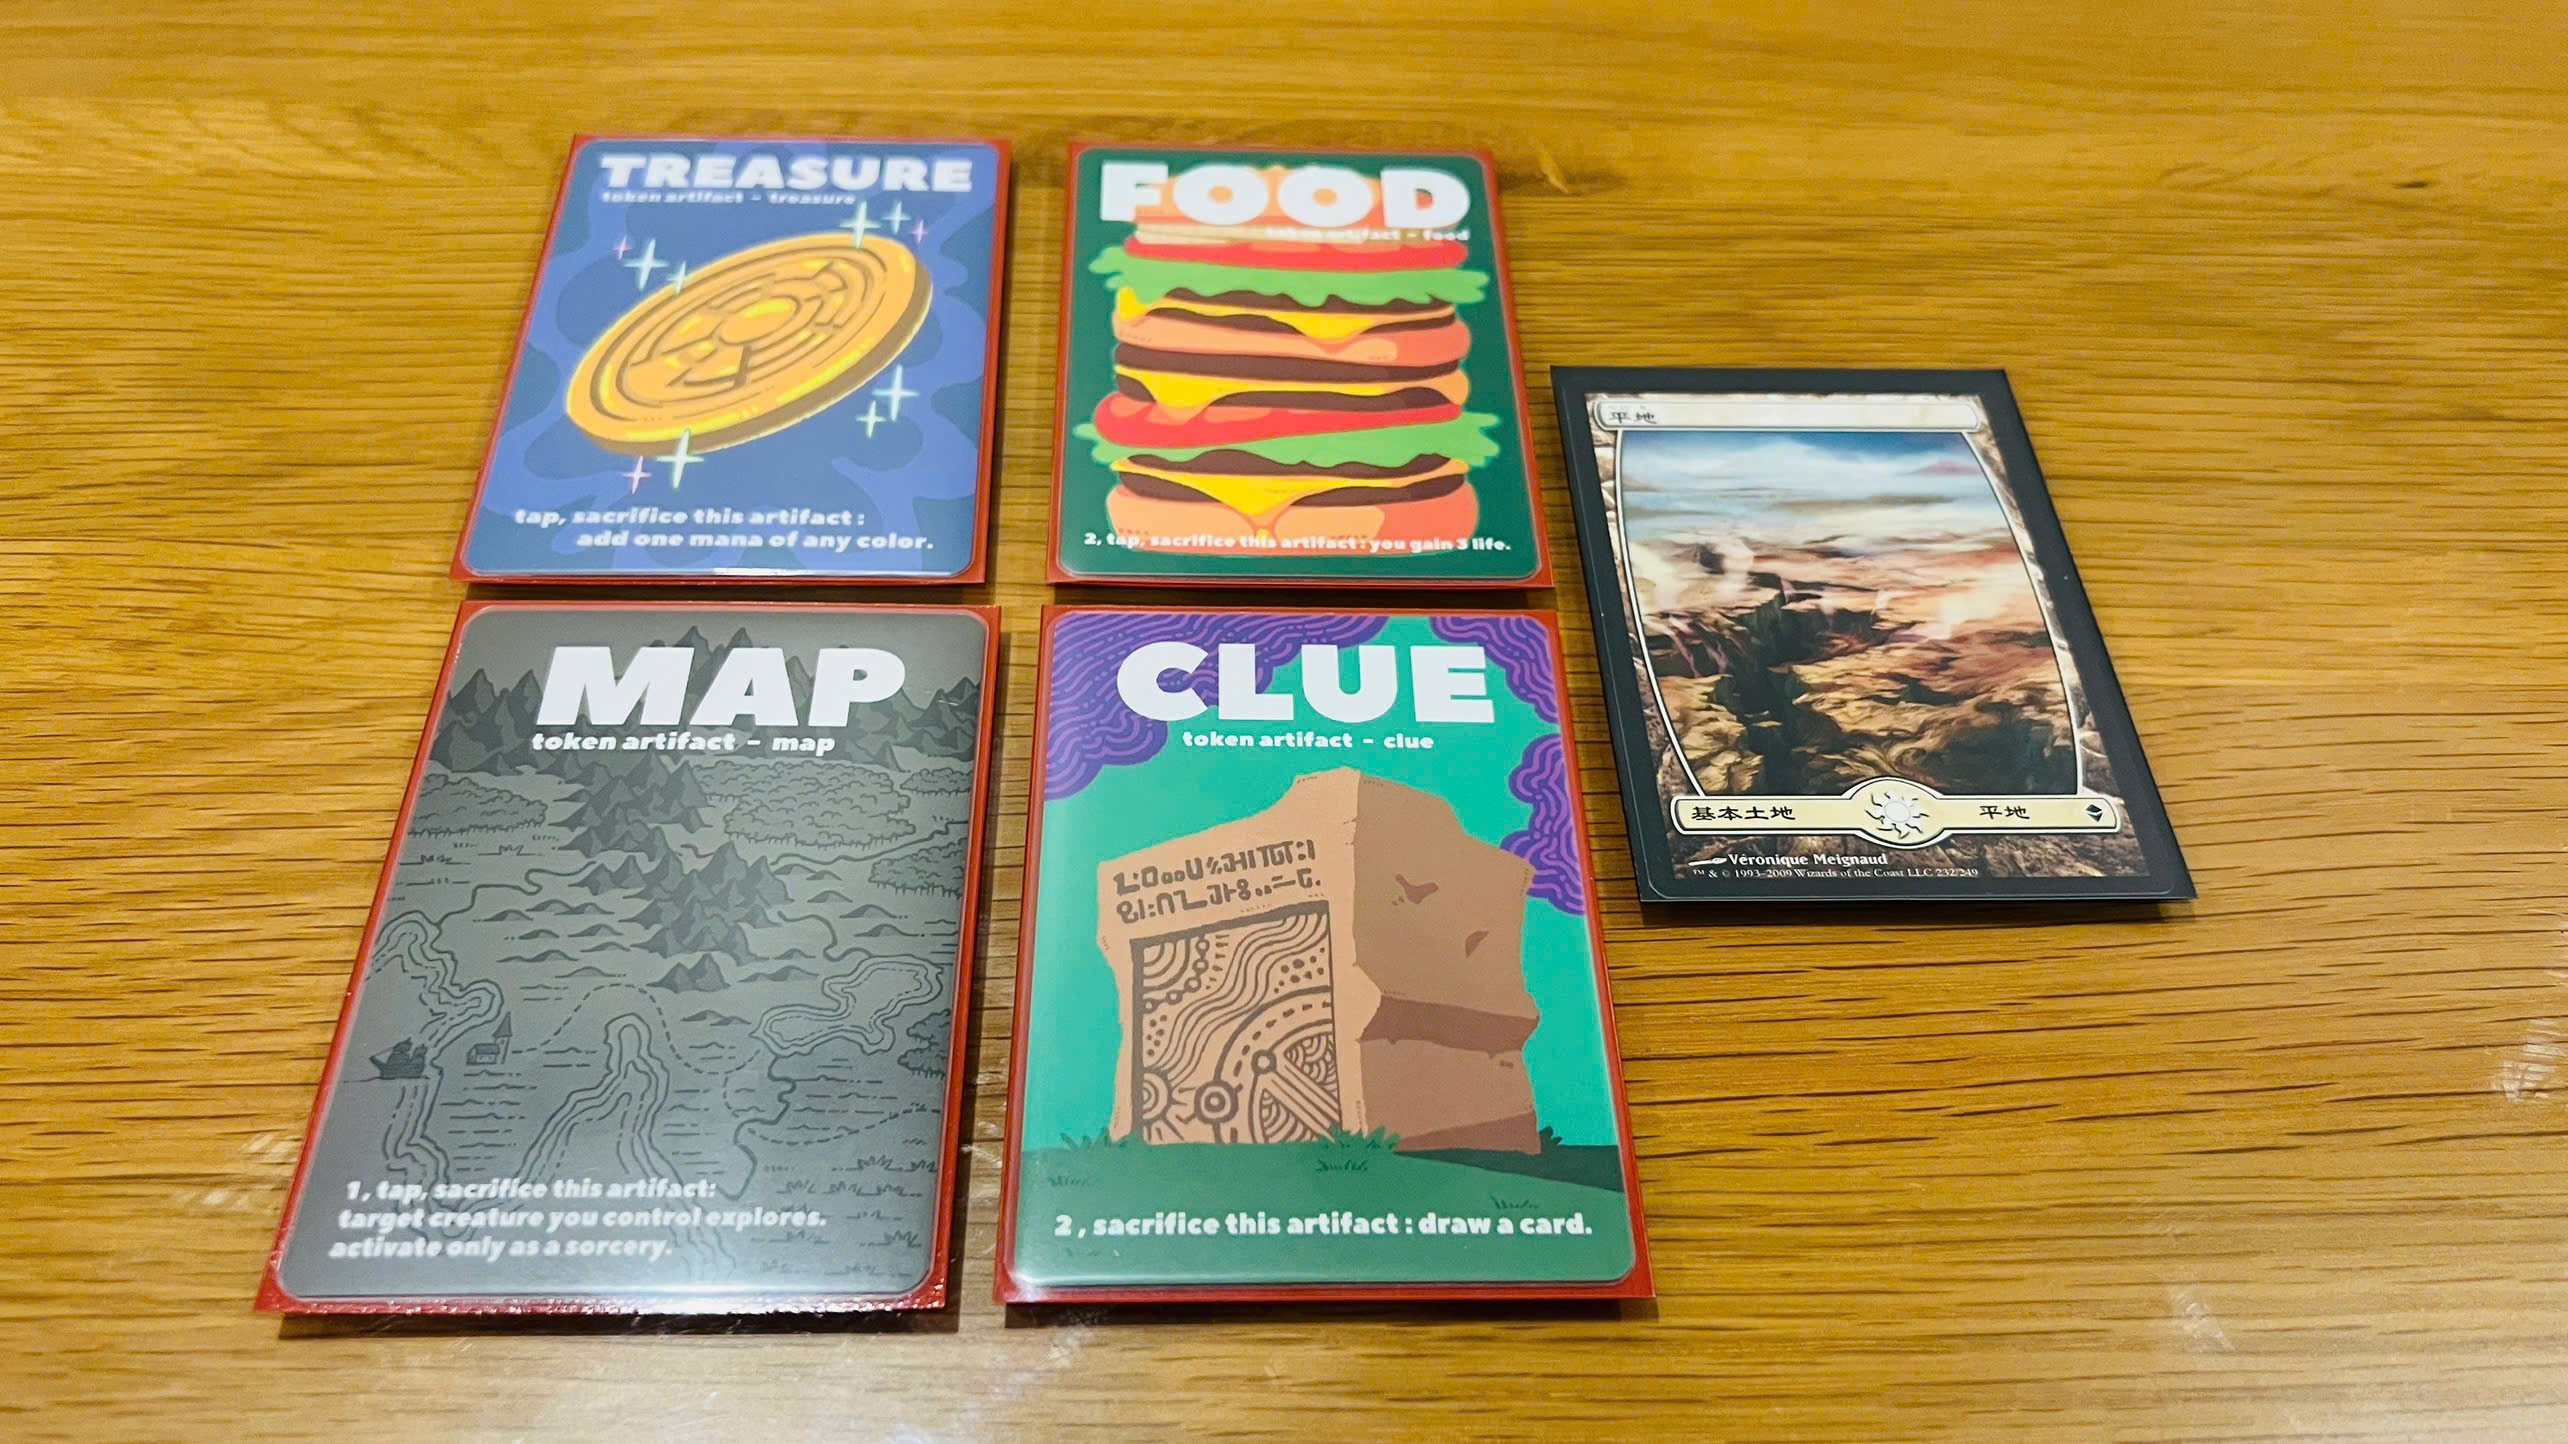 TREASURE
token artifact - treasure
tap, sacrifice this artifact :
add one mana of any color.
FOOD
token artifact - food
2, tap, sacrifice this artifact : you gain 3 life.
MAP
token artifact - map
1, tap, sacrifice this artifact:
target creature you control explores.
activate only as a sorcery.
CLUE
token artifact - clue
2, sacrifice this artifact : draw a card.
平地
基本土地 平地
Véronique Meignaud
™ & © 1993–2009 Wizards of the Coast LLC 232/249